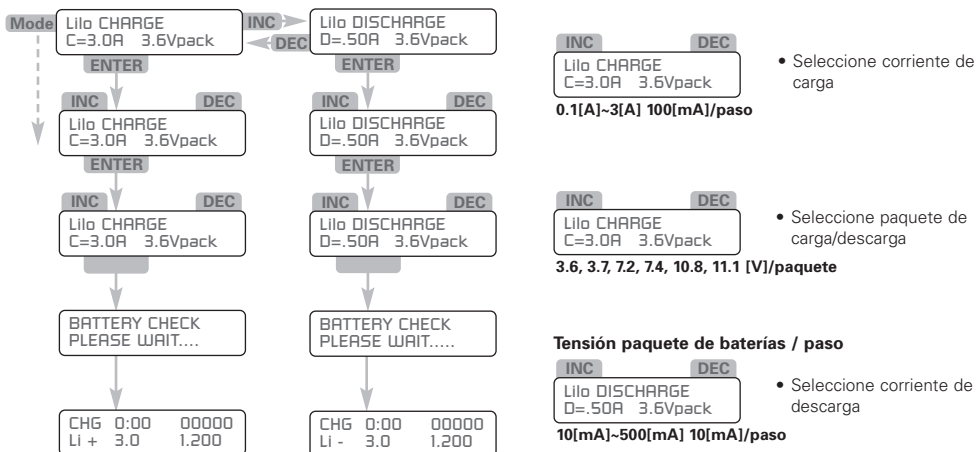 Mode
Lilo CHARGE
C=3.0A 3.6Vpack
INC
DEC
Lilo DISCHARGE
D=.50A 3.6Vpack
ENTER
ENTER
INC DEC
Lilo CHARGE
C=3.0A 3.6Vpack
INC DEC
Lilo DISCHARGE
D=.50A 3.6Vpack
ENTER
ENTER
INC DEC
Lilo CHARGE
C=3.0A 3.6Vpack
INC DEC
Lilo DISCHARGE
D=.50A 3.6Vpack
BATTERY CHECK
PLEASE WAIT....
BATTERY CHECK
PLEASE WAIT.....
CHG 0:00 00000
Li + 3.0 1.200
CHG 0:00 00000
Li - 3.0 1.200
INC DEC
Lilo CHARGE
C=3.0A 3.6Vpack
0.1[A]~3[A] 100[mA]/paso
• Seleccione corriente de
carga
INC DEC
Lilo CHARGE
C=3.0A 3.6Vpack
3.6, 3.7, 7.2, 7.4, 10.8, 11.1 [V]/paquete
• Seleccione paquete de
carga/descarga
Tensión paquete de baterías / paso
INC DEC
Lilo DISCHARGE
D=.50A 3.6Vpack
10[mA]~500[mA] 10[mA]/paso
• Seleccione corriente de
descarga